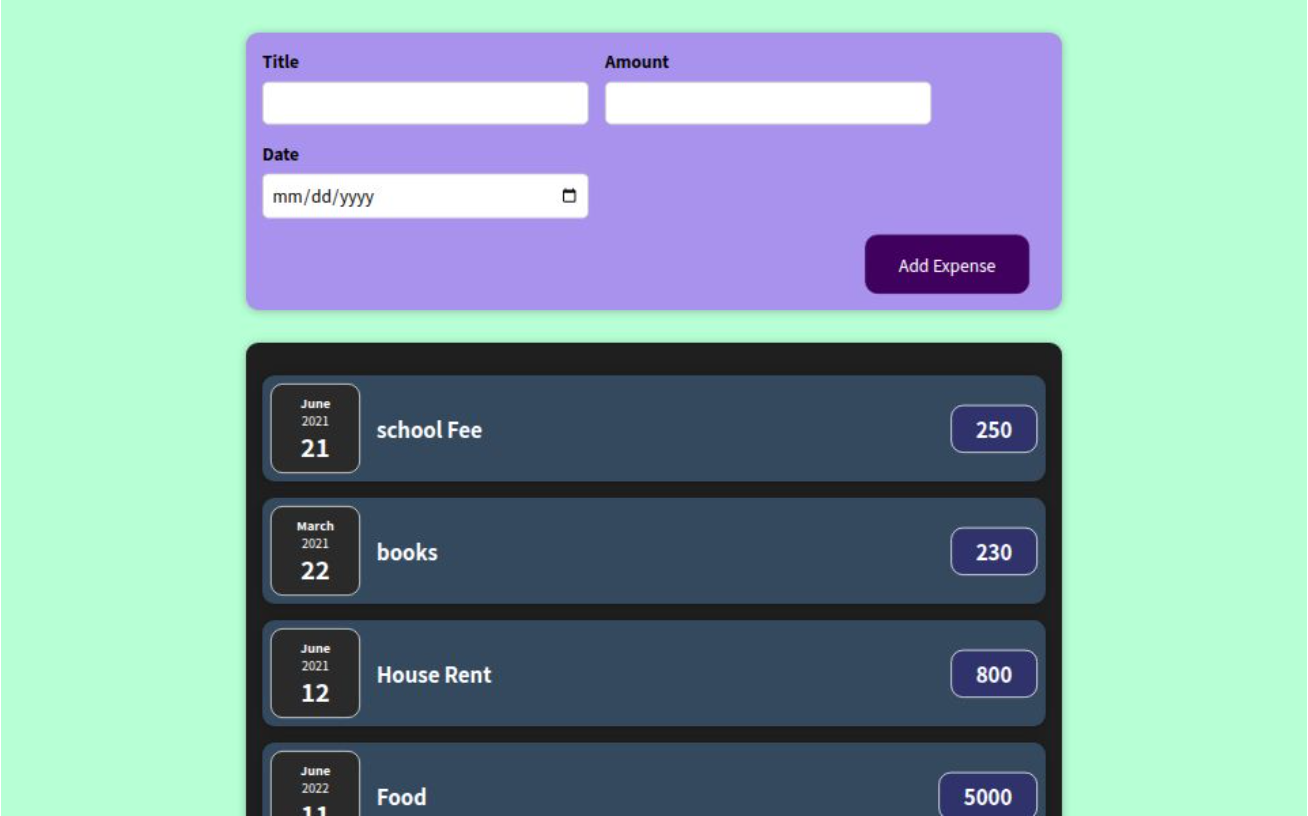 Title
Amount
Date
mm/dd/yyyy
Add Expense
June
2021
21
school Fee
250
March
2021
22
books
230
June
2021
12
House Rent
800
June
2022
11
Food
5000